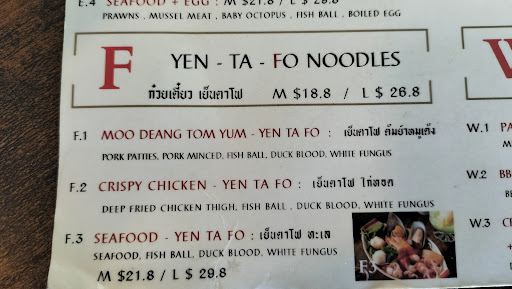 E.4 SEAFOOD + EGG : M $21.8 / L $ 29.8
PRAWNS , MUSSEL MEAT , BABY OCTOPUS , FISH BALL , BOILED EGG
F YEN - TA - FO NOODLES
ก๋วยเตี๋ยว เย็นตาโฟ M $18.8 / L $ 26.8
F.1 MOO DEANG TOM YUM - YEN TA FO : เย็นตาโฟ ต้มยำหมูเด้ง
PORK PATTIES, PORK MINCED, FISH BALL, DUCK BLOOD, WHITE FUNGUS
F.2 CRISPY CHICKEN - YEN TA FO : เย็นตาโฟ ไก่ทอด
DEEP FRIED CHICKEN THIGH, FISH BALL , DUCK BLOOD, WHITE FUNGUS
F.3 SEAFOOD - YEN TA FO : เย็นตาโฟ ทะเล
SEAFOOD, FISH BALL, DUCK BLOOD, WHITE FUNGUS
M $21.8 / L $ 29.8
F.3
W.1
W.2
W.3